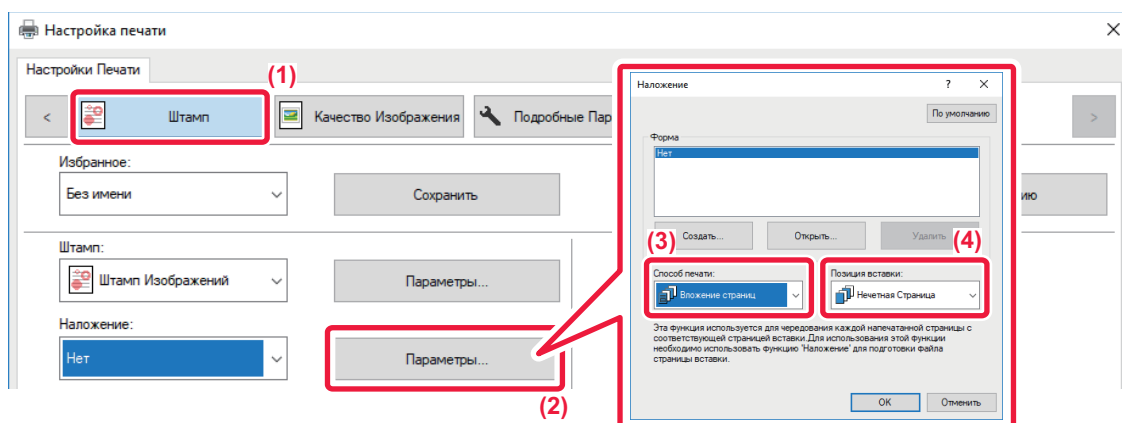 Настройка печати
Настройки Печати
(1)
<
Штамп
Качество Изображения
Подробные Пар
>
Избранное:
Без имени
Сохранить
ию
Штамп:
Штамп Изображений
Параметры...
Наложение:
Нет
Параметры...
(2)
Наложение
?
По умолчанию
Форма
Нет
Создать...
Открыть...
Удалить
(3)
(4)
Способ печати:
Позиция вставки:
Вложение страниц
Нечетная Страница
Эта функция используется для чередования каждой напечатанной страницы с
соответствующей страницей вставки.Для использования этой функции
необходимо использовать функцию 'Наложение' для подготовки файла
страницы вставки.
OK
Отменить